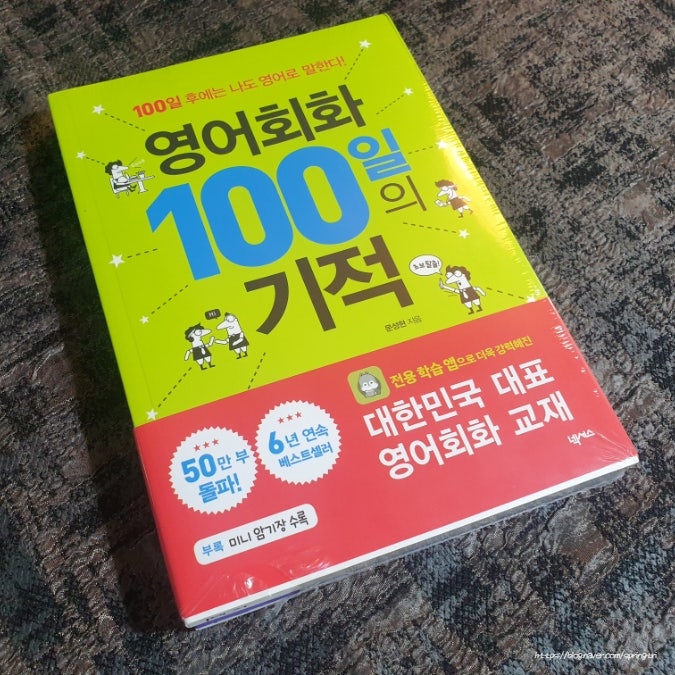 100일 후에는 나도 영어로 말한다!
영어회화
100일의
기적
Hi
노브랄출!
문성현 지음
전용 학습 앱으로 더욱 강력해진
대한민국 대표
영어회화 교재
50만 부
돌파!
6년 연속
베스트셀러
부록 미니 암기장 수록
넥서스